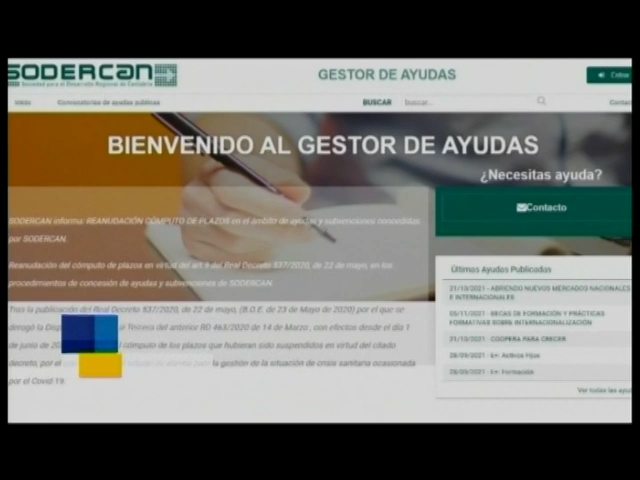 SODERCAN
Sociedad para el Desarrollo Regional de Cantabria
GESTOR DE AYUDAS
Entrar
Inicio
Convocatorias de ayudas públicas
BUSCAR
buscar...
BIENVENIDO AL GESTOR DE AYUDAS
¿Necesitas ayuda?
Contacto
SODERCAN informa: REANUDACIÓN CÓMPUTO DE PLAZOS en el ámbito de ayudas y subvenciones concedidas
por SODERCAN.
Reanudación del cómputo de plazos en virtud del art 9 del Real Decreto 537/2020, de 22 de mayo, en los
procedimientos de concesión de ayudas y subvenciones de SODERCAN.
Tras la publicación del Real Decreto 537/2020, de 22 de mayo, (B.O.E. de 23 de Mayo de 2020) por el que se
derogó la Disp Tercera del anterior RD 463/2020 de 14 de Marzo, con efectos desde el día 1
de junio de cómputo de los plazos que hubieran sido suspendidos en virtud del citado
decreto, por el la gestión de la situación de crisis sanitaria ocasionada
por el Covid-19.
Últimas Ayudas Publicadas
21/10/2021 - ABRIENDO NUEVOS MERCADOS NACIONALES
E INTERNACIONALES
03/11/2021 - BECAS DE FORMACIÓN Y PRÁCTICAS
FORMATIVAS SOBRE INTERNACIONALIZACIÓN
21/10/2021 - COOPERA PARA CRECER
28/09/2021 - Activos Fijos
28/09/2021 - Formación
Ver todas las